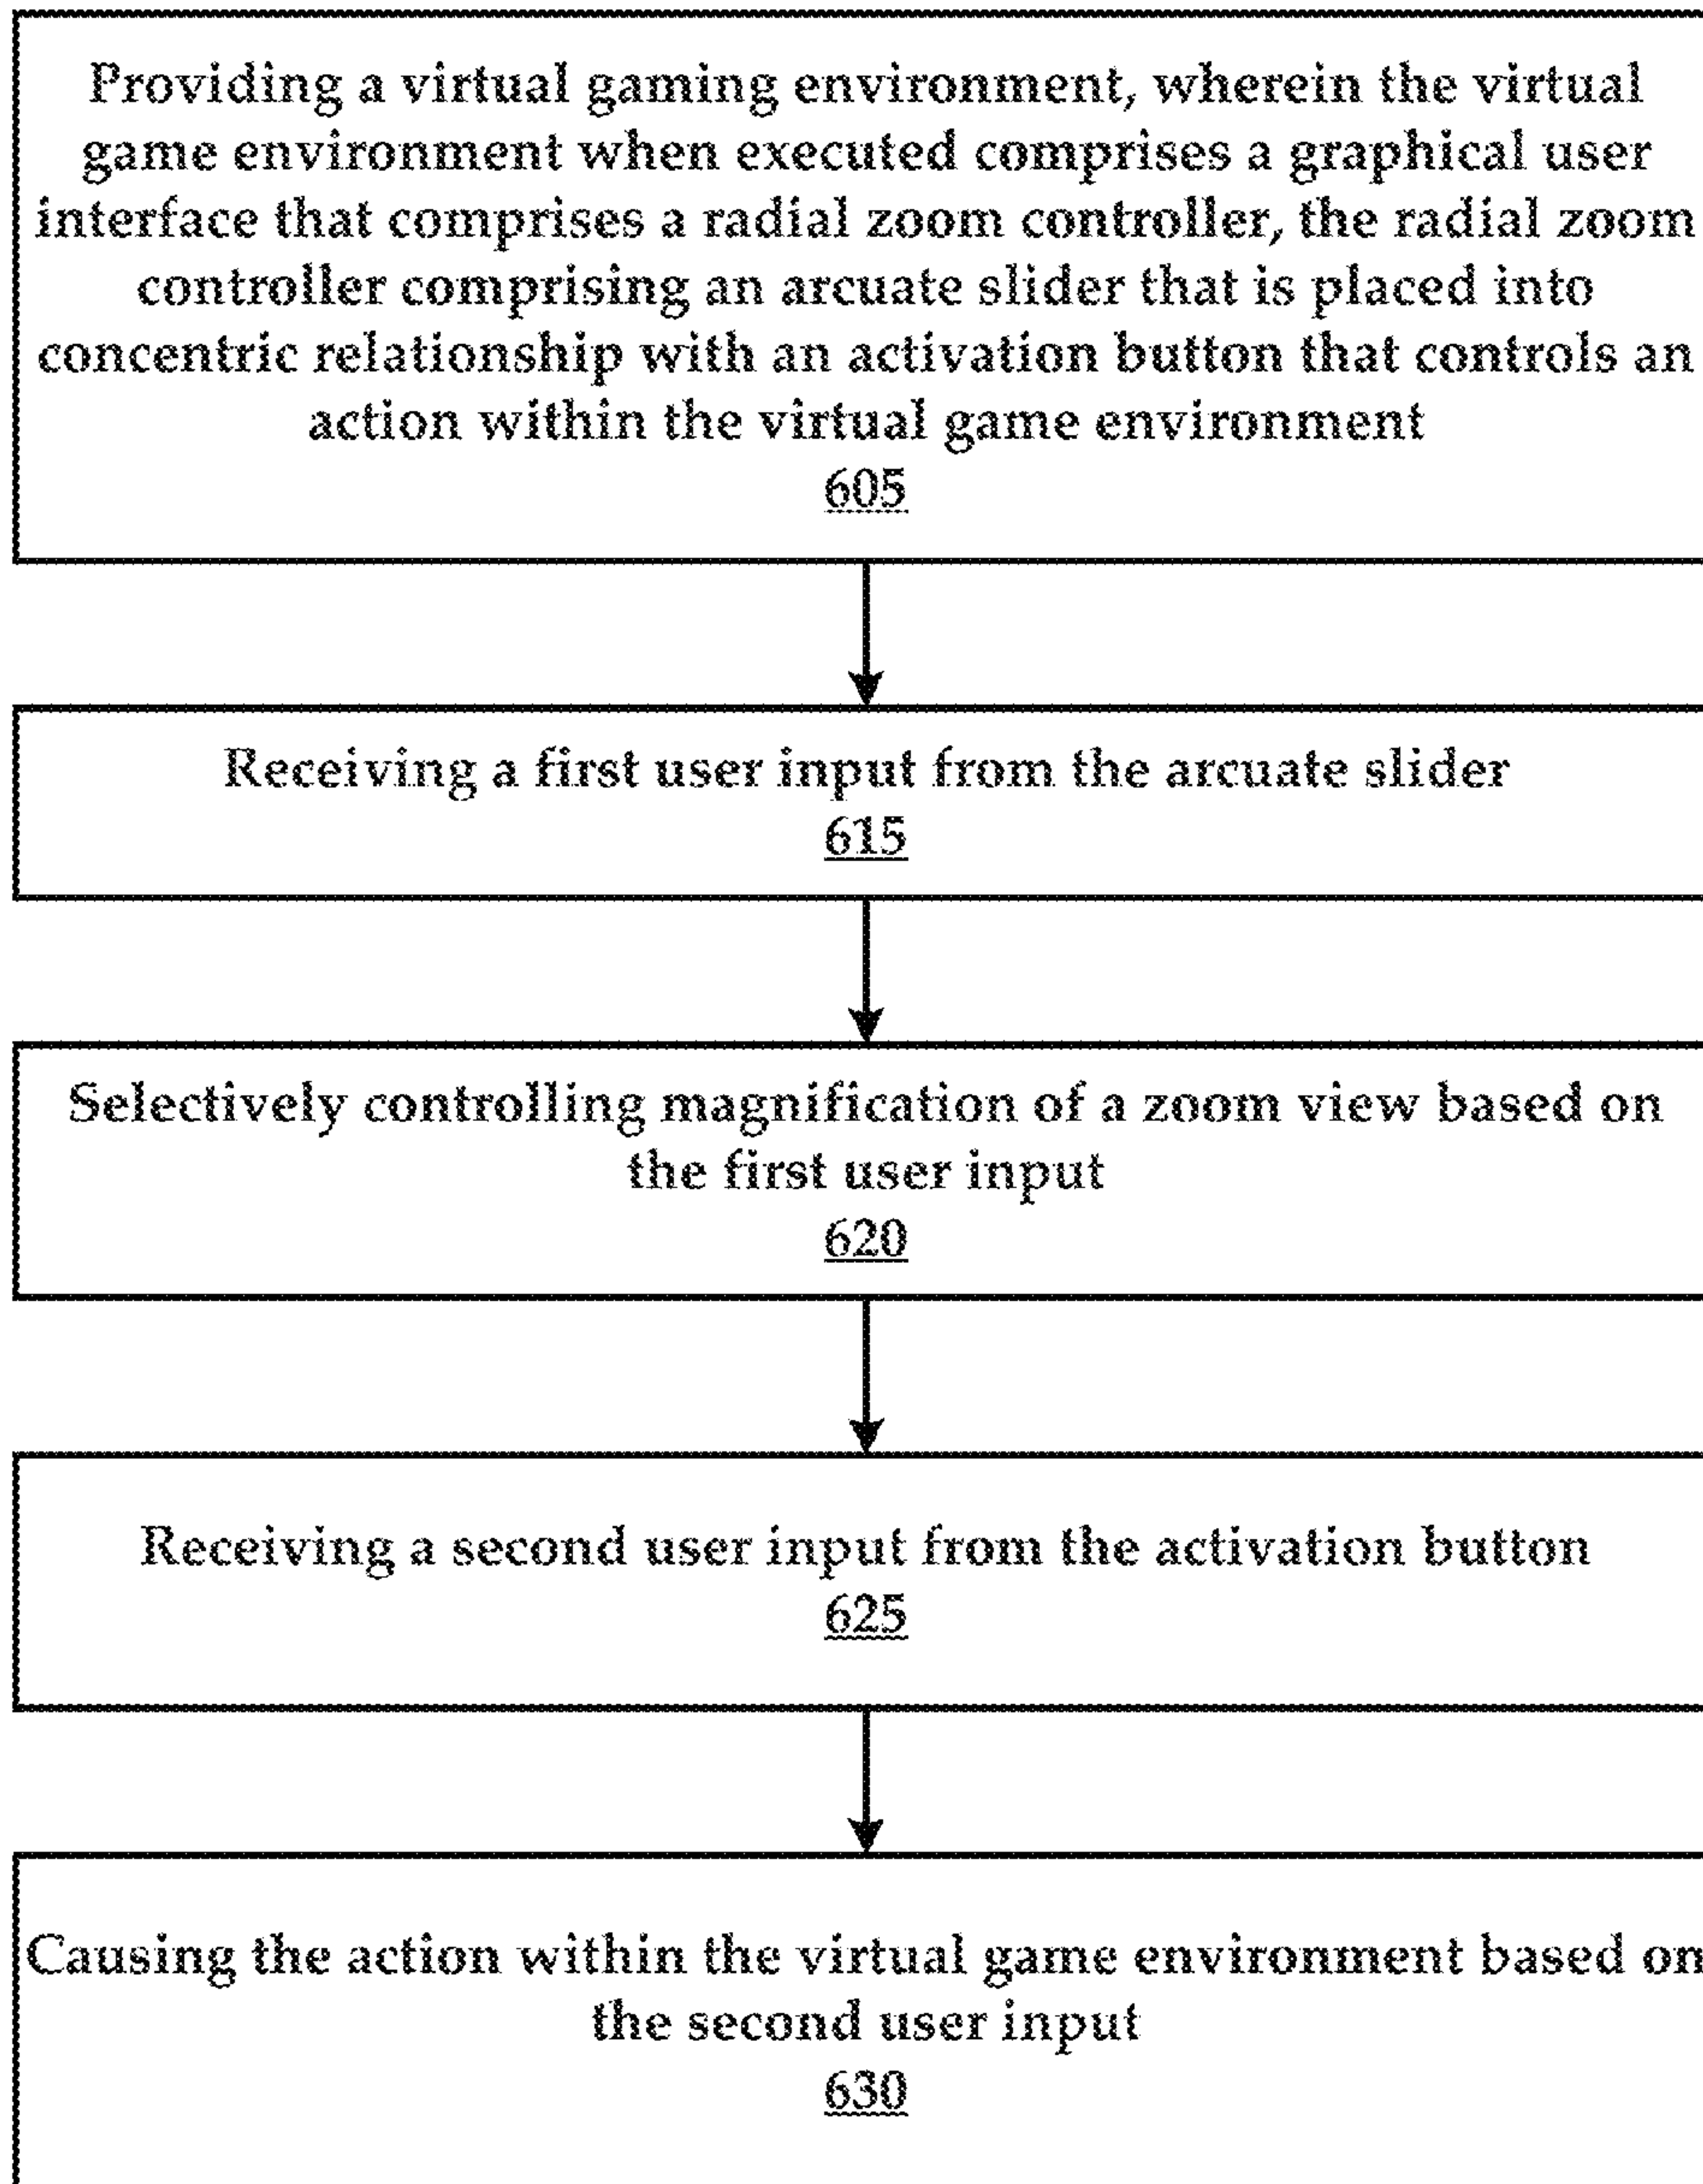 Providing a virtual gaming environment, wherein the virtual
game environment when executed comprises a graphical user
interface that comprises a radial zoom controller, the radial zoom
controller comprising an arcuate slider that is placed into
concentric relationship with an activation button that controls an
action within the virtual game environment
605
Receiving a first user input from the arcuate slider
615
Selectively controlling magnification of a zoom view based on
the first user input
620
Receiving a second user input from the activation button
625
Causing the action within the virtual game environment based on
the second user input
630